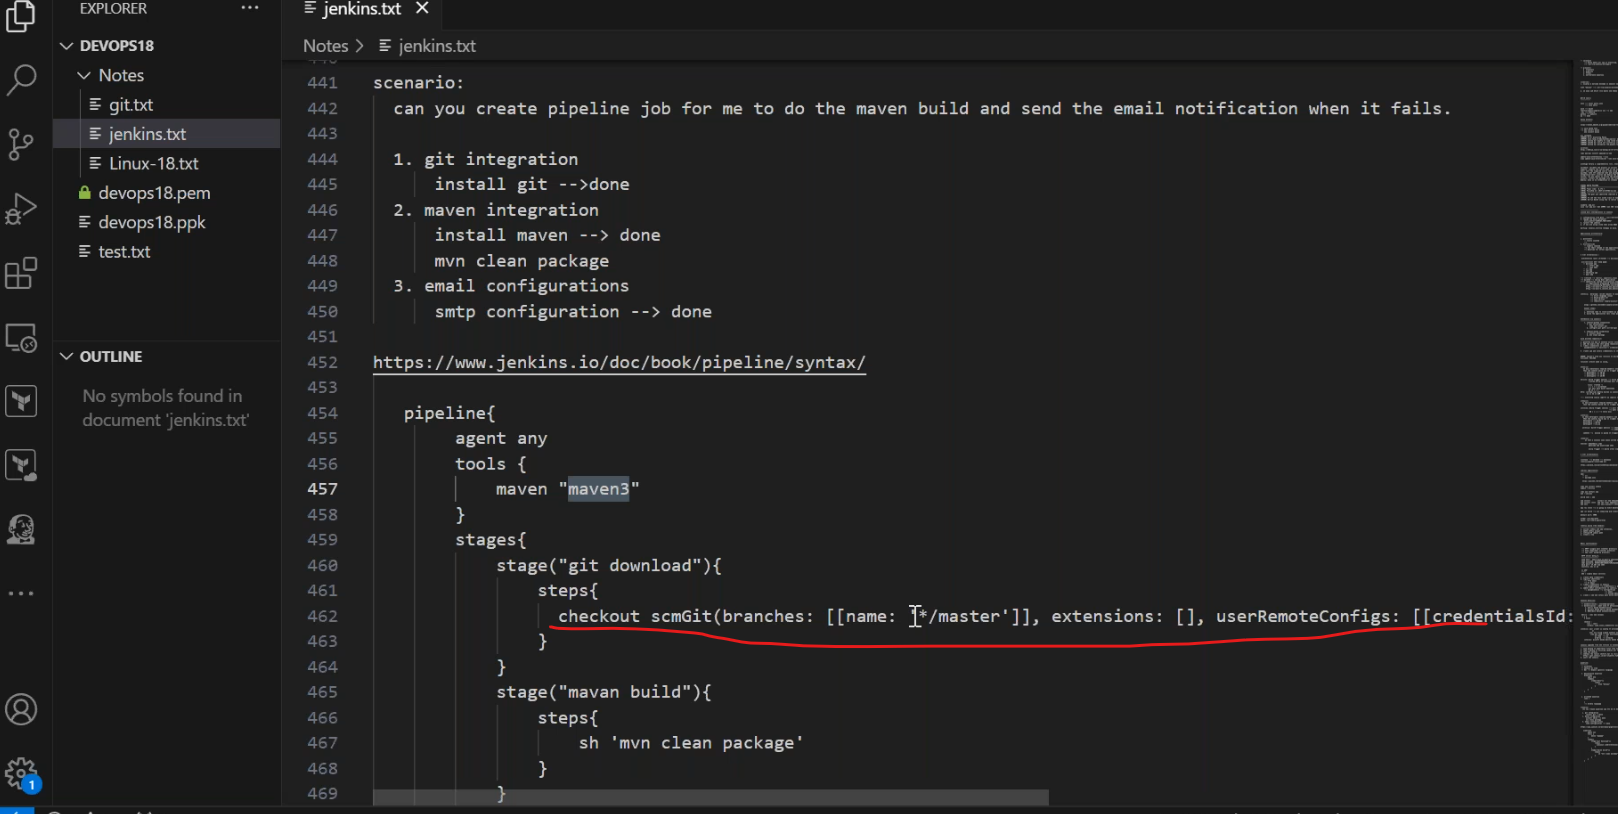 EXPLORER
jenkins.txt
DEVOPS18
Notes
git.txt
jenkins.txt
Linux-18.txt
devops18.pem
devops18.ppk
test.txt
OUTLINE
No symbols found in
document 'jenkins.txt'
1
Notes > jenkins.txt
441 scenario:
442 can you create pipeline job for me to do the maven build and send the email notification when it fails.
443
444 1. git integration
445 install git -->done
446 2. maven integration
447 install maven --> done
448 mvn clean package
449 3. email configurations
450 smtp configuration --> done
451
452 https://www.jenkins.io/doc/book/pipeline/syntax/
453
454 pipeline{
455 agent any
456 tools {
457 maven "maven3"
458 }
459 stages{
460 stage("git download"){
461 steps{
462 checkout scmGit(branches: [[name: '*/master']], extensions: [], userRemoteConfigs: [[credentialsId:
463 }
464 }
465 stage("mavan build"){
466 steps{
467 sh 'mvn clean package'
468 }
469 }